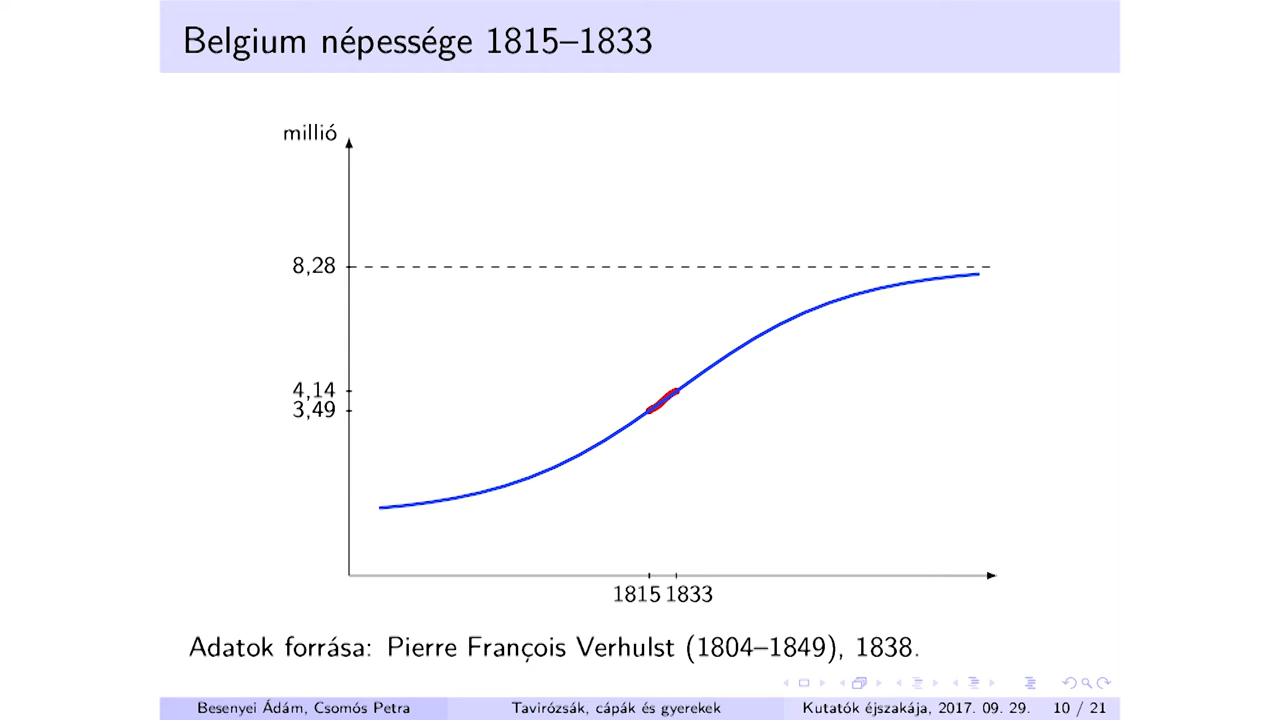 Belgium népessége 1815–1833
millió
8,28
4,14
3,49
1815 1833
Adatok forrása: Pierre François Verhulst (1804–1849), 1838.
Besenyei Ádám, Csomós Petra Tavirózsák, cápák és gyerekek Kutatók éjszakája, 2017. 09. 29. 10 / 21